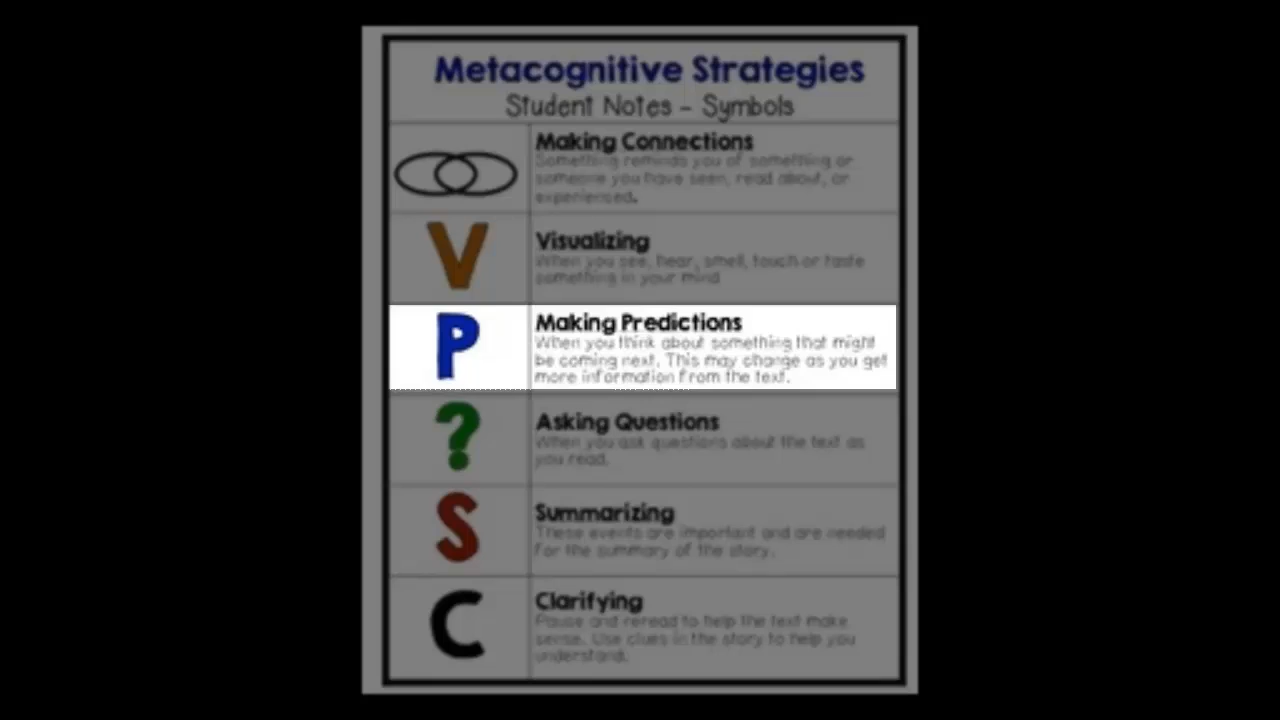 Metacognitive Strategies
Student Notes - Symbols
Making Connections
Something reminds you of something or
someone you have seen, read about, or
experienced.
V
Visualizing
When you see, hear, smell, touch or taste
something in your mind
P
Making Predictions
When you think about something that might
be coming next. This may change as you get
more information from the text.
?
Asking Questions
When you ask questions about the text as
you read.
S
Summarizing
These events are important and are needed
for the summary of the story.
C
Clarifying
Pause and reread to help the text make
sense. Use clues in the story to help you
understand.